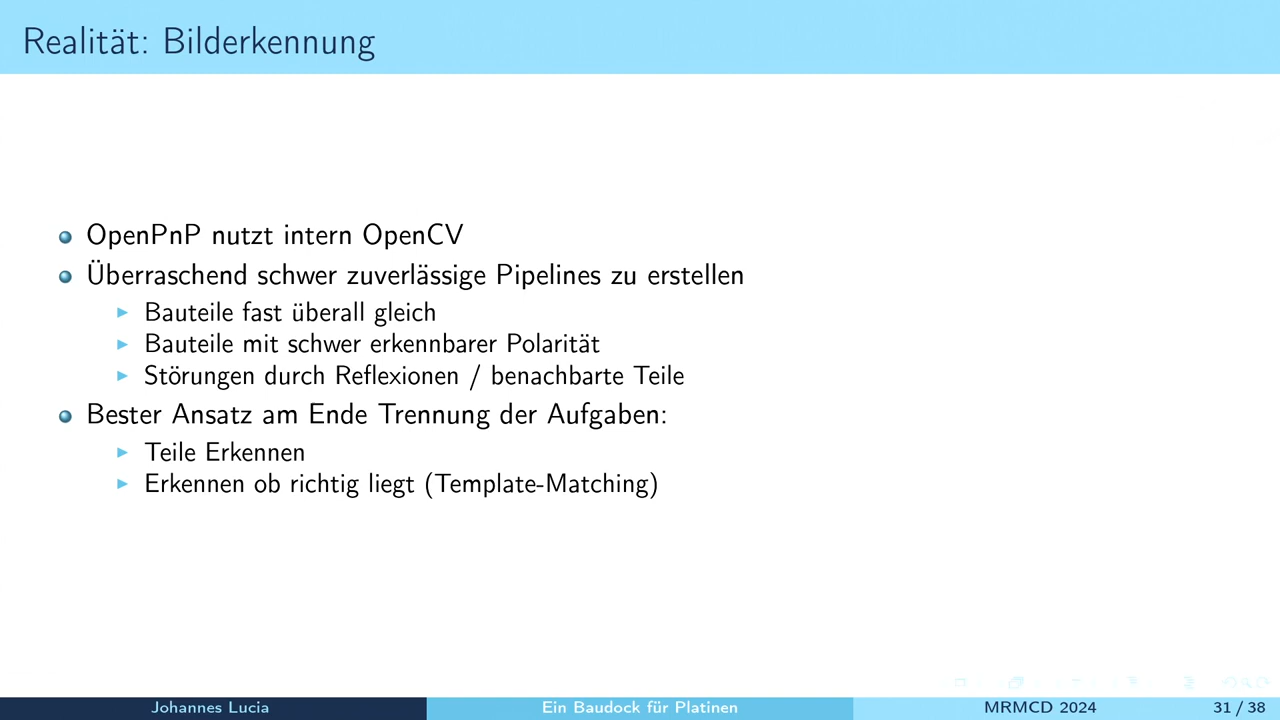 Realität: Bilderkennung
OpenPnP nutzt intern OpenCV
Überraschend schwer zuverlässige Pipelines zu erstellen
Bauteile fast überall gleich
Bauteile mit schwer erkennbarer Polarität
Störungen durch Reflexionen / benachbarte Teile
Bester Ansatz am Ende Trennung der Aufgaben:
Teile Erkennen
Erkennen ob richtig liegt (Template-Matching)
Johannes Lucia
Ein Baudock für Platinen
MRMCD 2024
31 / 38